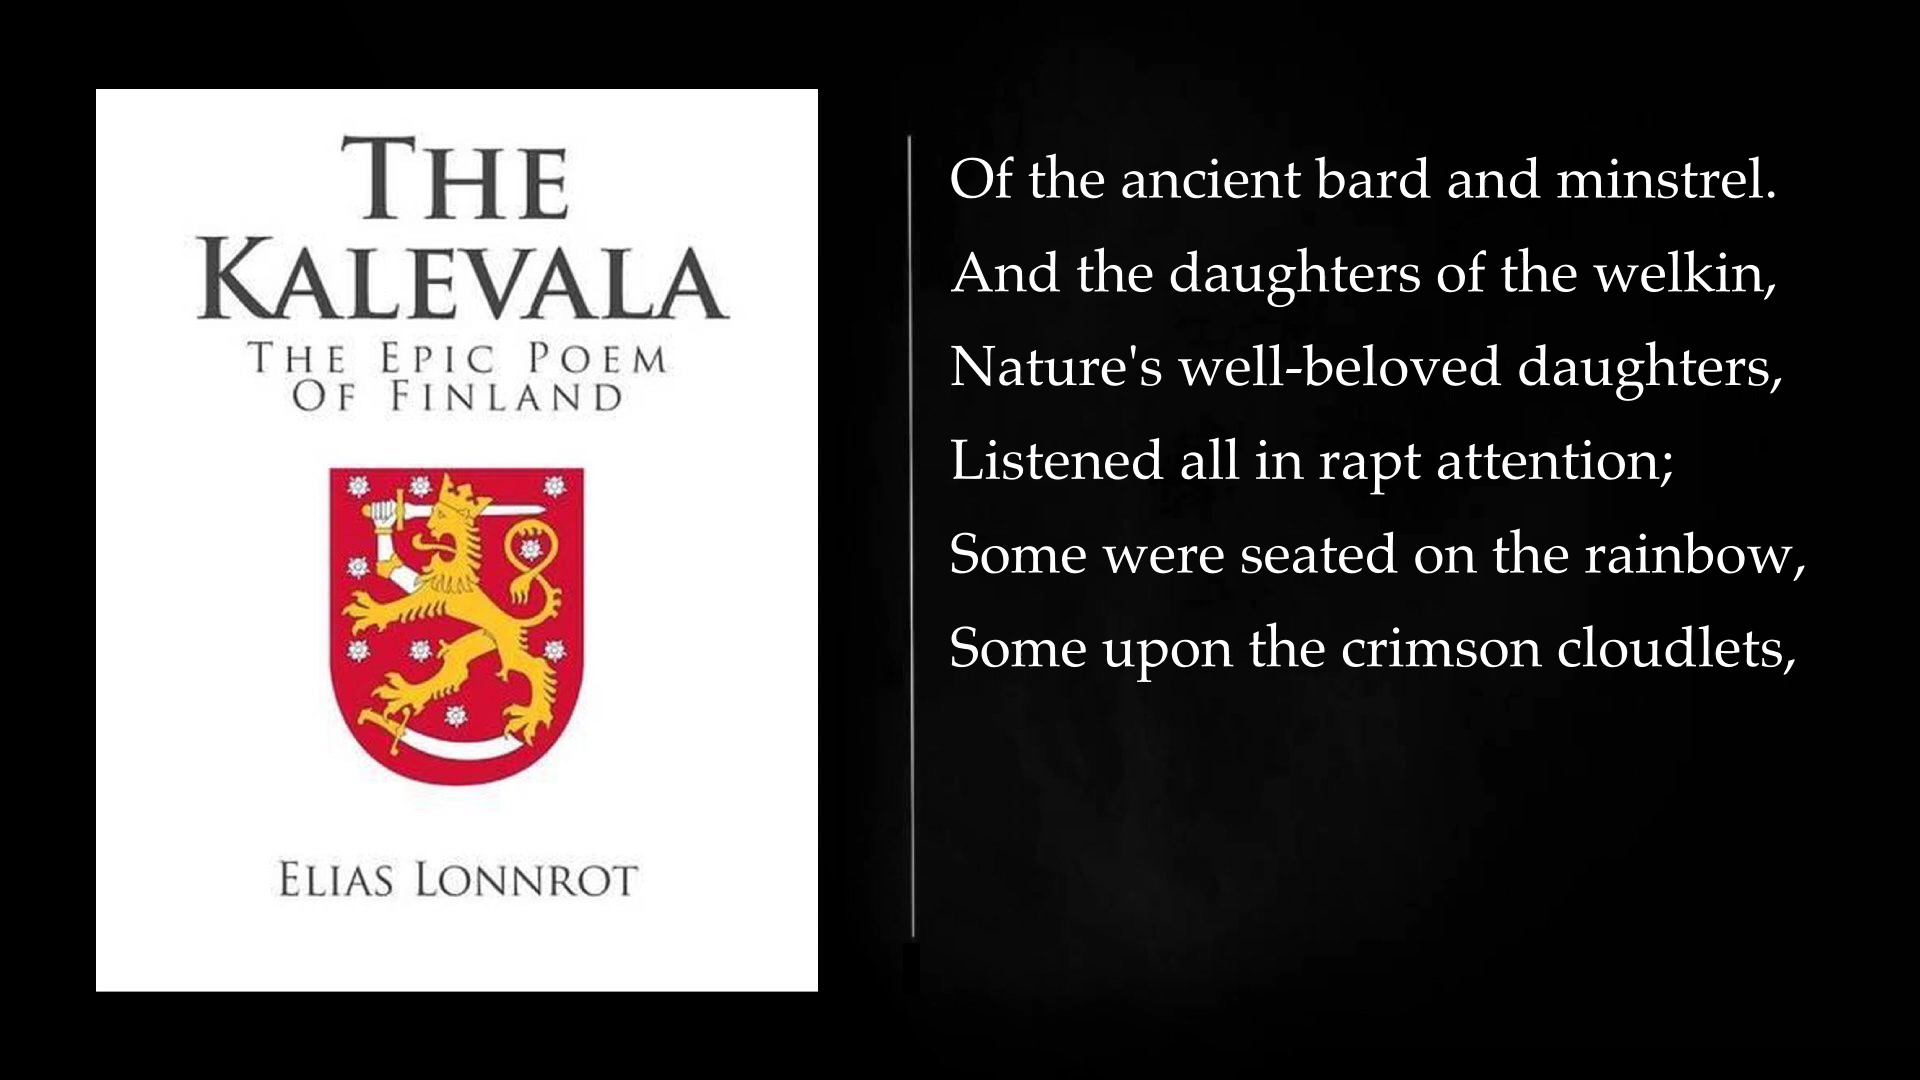 THE
KALEVALA
THE EPIC POEM
OF FINLAND
ELIAS LONNROT
Of the ancient bard and minstrel.
And the daughters of the welkin,
Nature's well-beloved daughters,
Listened all in rapt attention;
Some were seated on the rainbow,
Some upon the crimson cloudlets,